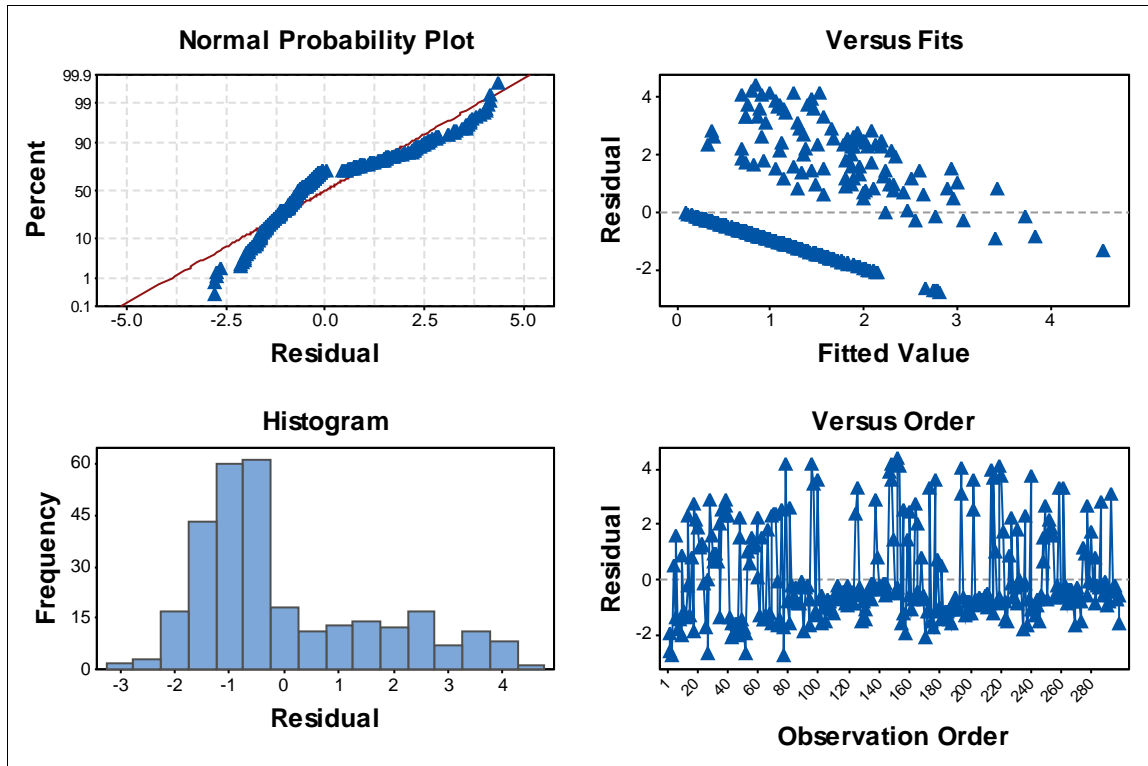 Normal Probability Plot
99.9
99
90
50
10
1
0.1
Percent
-5.0 -2.5 0.0 2.5 5.0
Residual
Versus Fits
4
2
0
-2
Residual
0 1 2 3 4
Fitted Value
Histogram
60
45
30
15
0
Frequency
-3 -2 -1 0 1 2 3 4
Residual
Versus Order
4
2
0
-2
Residual
1 20 40 60 80 100 120 140 160 180 200 220 240 260 280
Observation Order